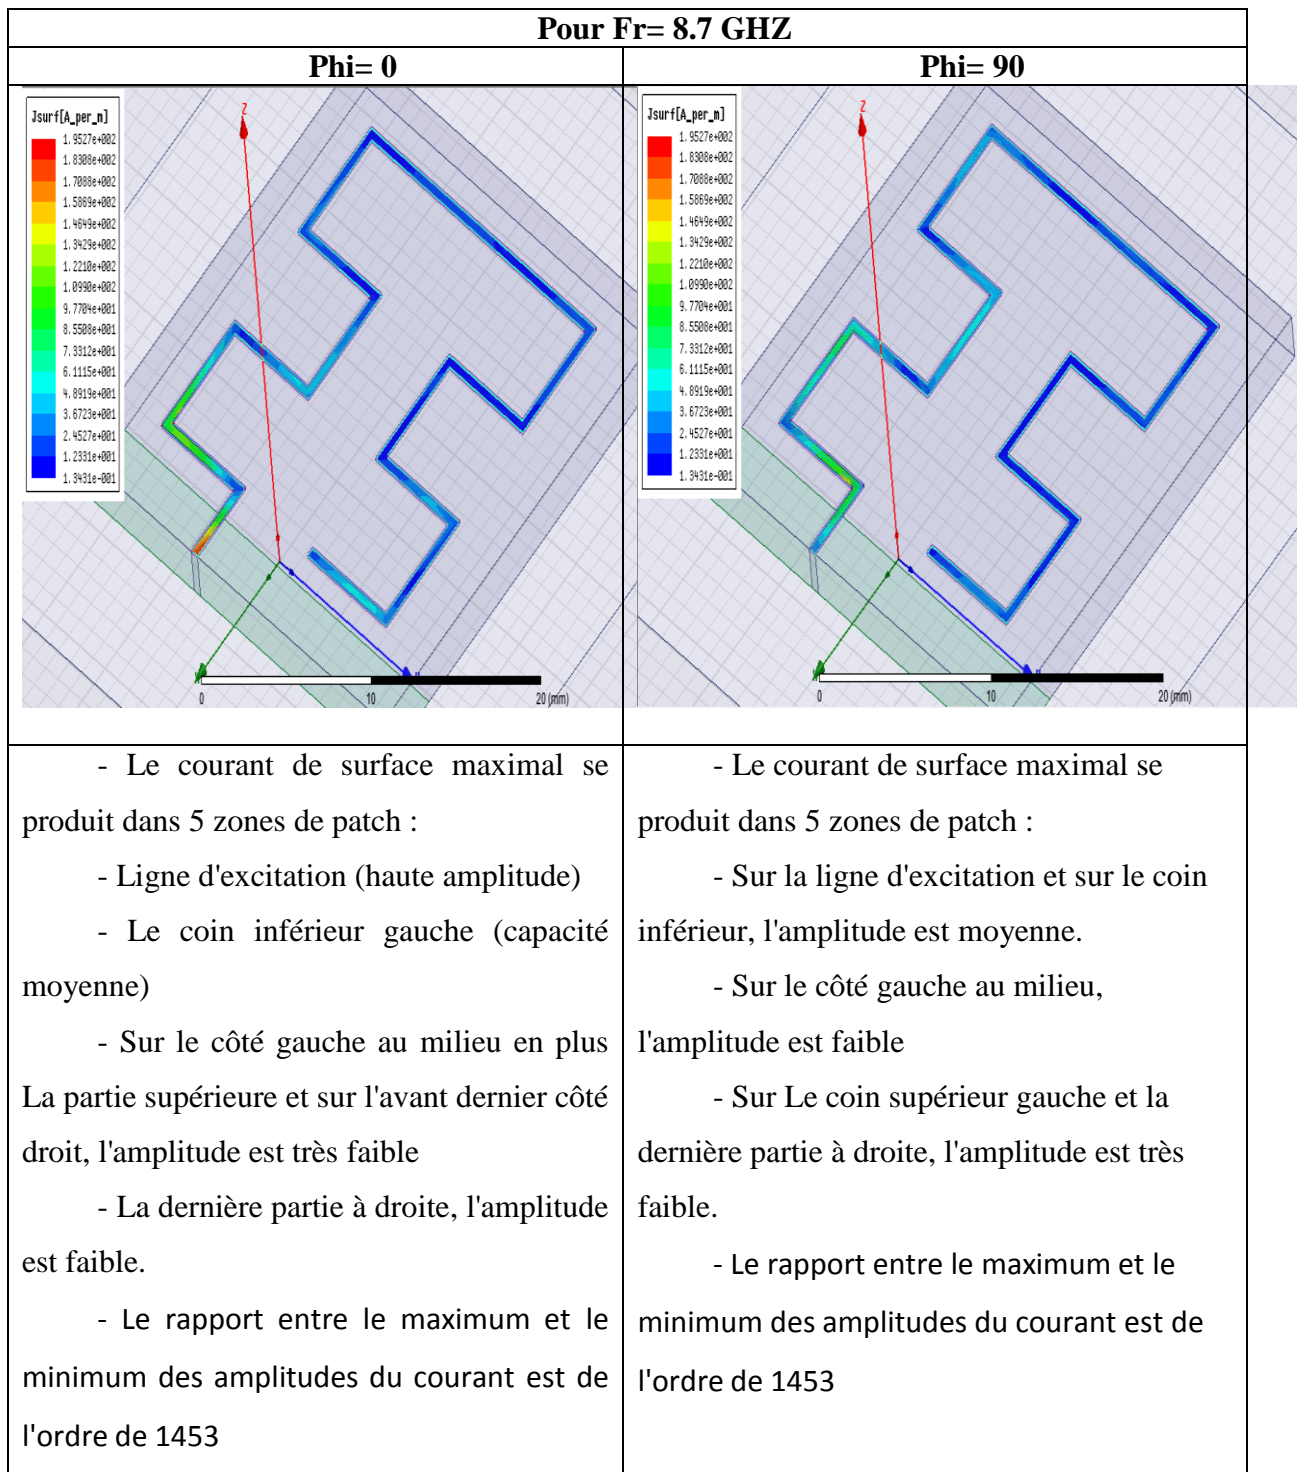 Pour Fr= 8.7 GHZ
Phi= 0
Phi= 90
Jsurf[A_per_m]
1.9527e+002
1.8308e+002
1.7088e+002
1.5869e+002
1.4649e+002
1.3429e+002
1.2210e+002
1.0990e+002
9.7704e+001
8.5508e+001
7.3312e+001
6.1115e+001
4.8919e+001
3.6723e+001
2.4527e+001
1.2331e+001
1.3431e-001
Z
0
10
20 (mm)
Jsurf[A_per_m]
1.9527e+002
1.8308e+002
1.7088e+002
1.5869e+002
1.4649e+002
1.3429e+002
1.2210e+002
1.0990e+002
9.7704e+001
8.5508e+001
7.3312e+001
6.1115e+001
4.8919e+001
3.6723e+001
2.4527e+001
1.2331e+001
1.3431e-001
Z
0
10
20 (mm)
- Le courant de surface maximal se
produit dans 5 zones de patch :
- Ligne d'excitation (haute amplitude)
- Le coin inférieur gauche (capacité
moyenne)
- Sur le côté gauche au milieu en plus
La partie supérieure et sur l'avant dernier côté
droit, l'amplitude est très faible
- La dernière partie à droite, l'amplitude
est faible.
- Le rapport entre le maximum et le
minimum des amplitudes du courant est de
l'ordre de 1453
- Le courant de surface maximal se
produit dans 5 zones de patch :
- Sur la ligne d'excitation et sur le coin
inférieur, l'amplitude est moyenne.
- Sur le côté gauche au milieu,
l'amplitude est faible
- Sur Le coin supérieur gauche et la
dernière partie à droite, l'amplitude est très
faible.
- Le rapport entre le maximum et le
minimum des amplitudes du courant est de
l'ordre de 1453